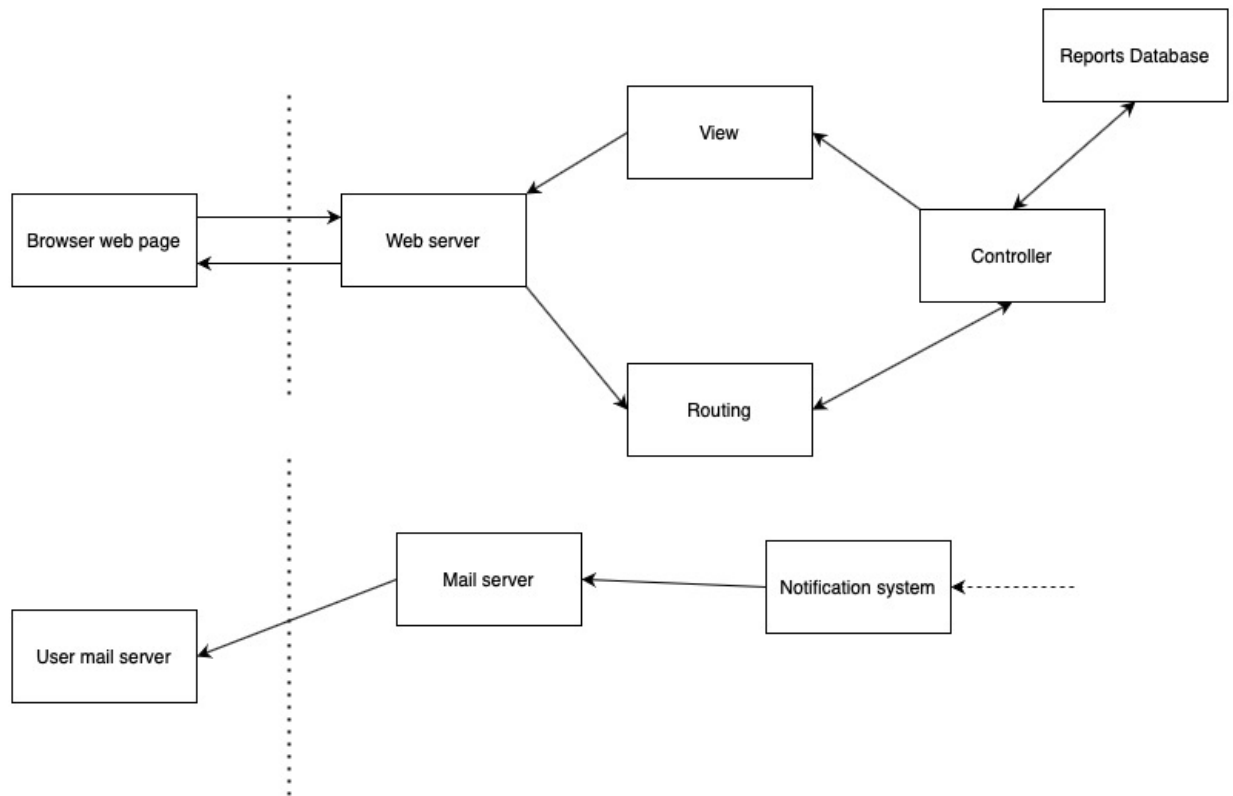 Reports Database
View
Browser web page
Web server
Controller
Routing
Mail server
Notification system
User mail server